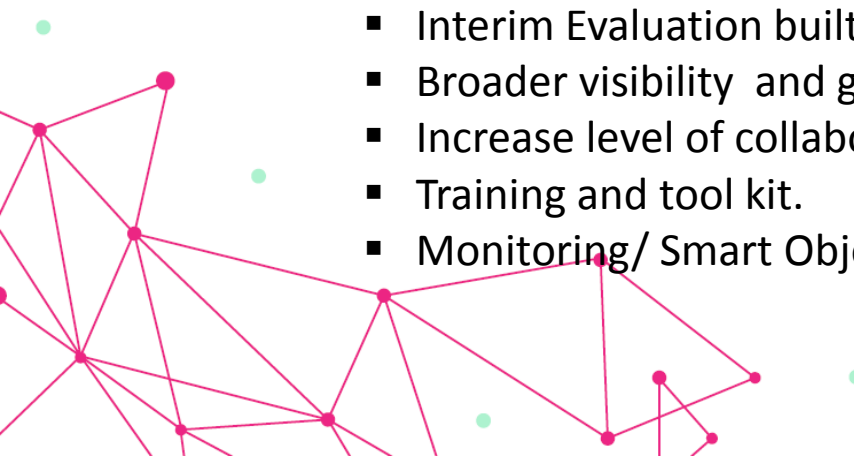 ▪ Interim Evaluation built
▪ Broader visibility  and g
▪ Increase level of collabo
▪ Training and tool kit.
▪ Monitoring/ Smart Obj